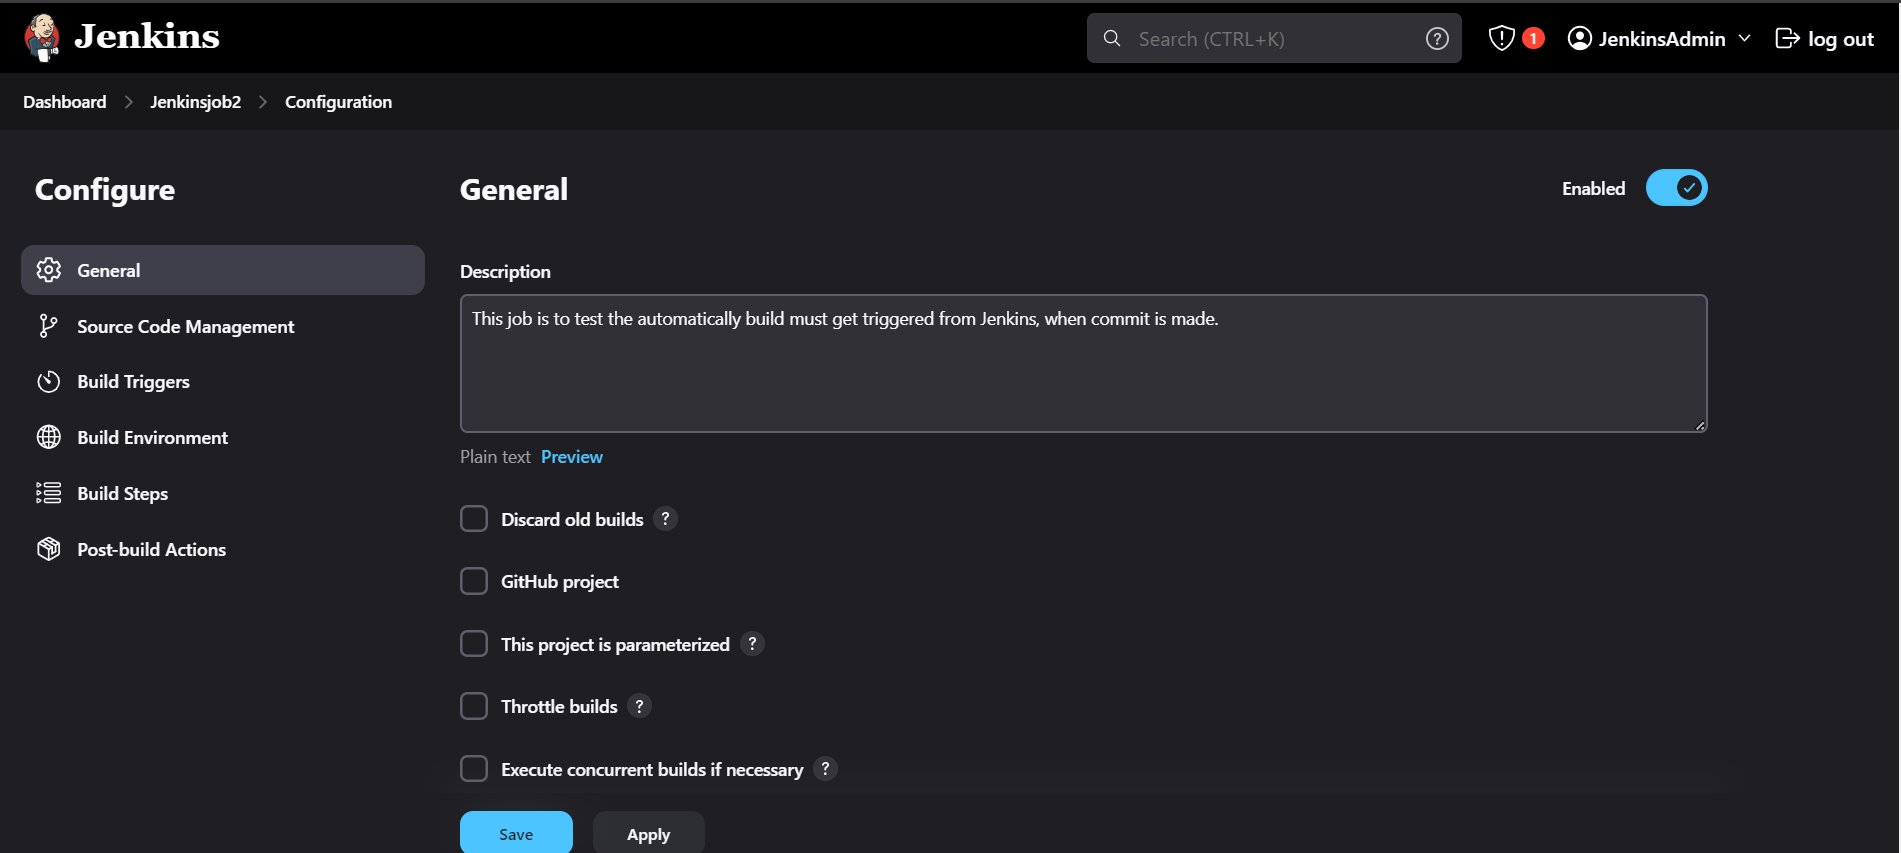 Jenkins
Search (CTRL+K)
?
1
JenkinsAdmin
log out
Dashboard
Jenkinsjob2
Configuration
Configure
General
Source Code Management
Build Triggers
Build Environment
Build Steps
Post-build Actions
General
Enabled
Description
This job is to test the automatically build must get triggered from Jenkins, when commit is made.
Plain text Preview
Discard old builds ?
GitHub project
This project is parameterized ?
Throttle builds ?
Execute concurrent builds if necessary ?
Save
Apply